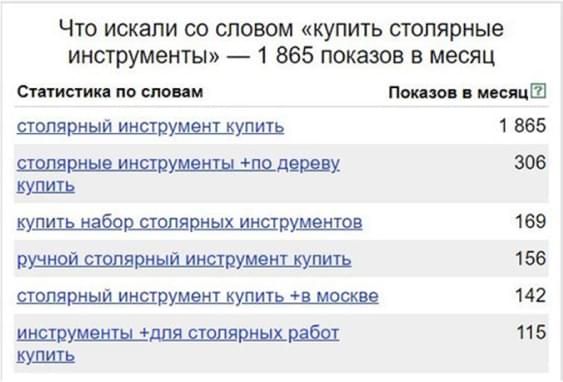 Что искали со словом «купить столярные
инструменты» — 1 865 показов в месяц
Статистика по словам Показов в месяц ?
столярный инструмент купить 1 865
столярные инструменты +по дереву 306
купить
купить набор столярных инструментов 169
ручной столярный инструмент купить 156
столярный инструмент купить +в москве 142
инструменты +для столярных работ 115
купить